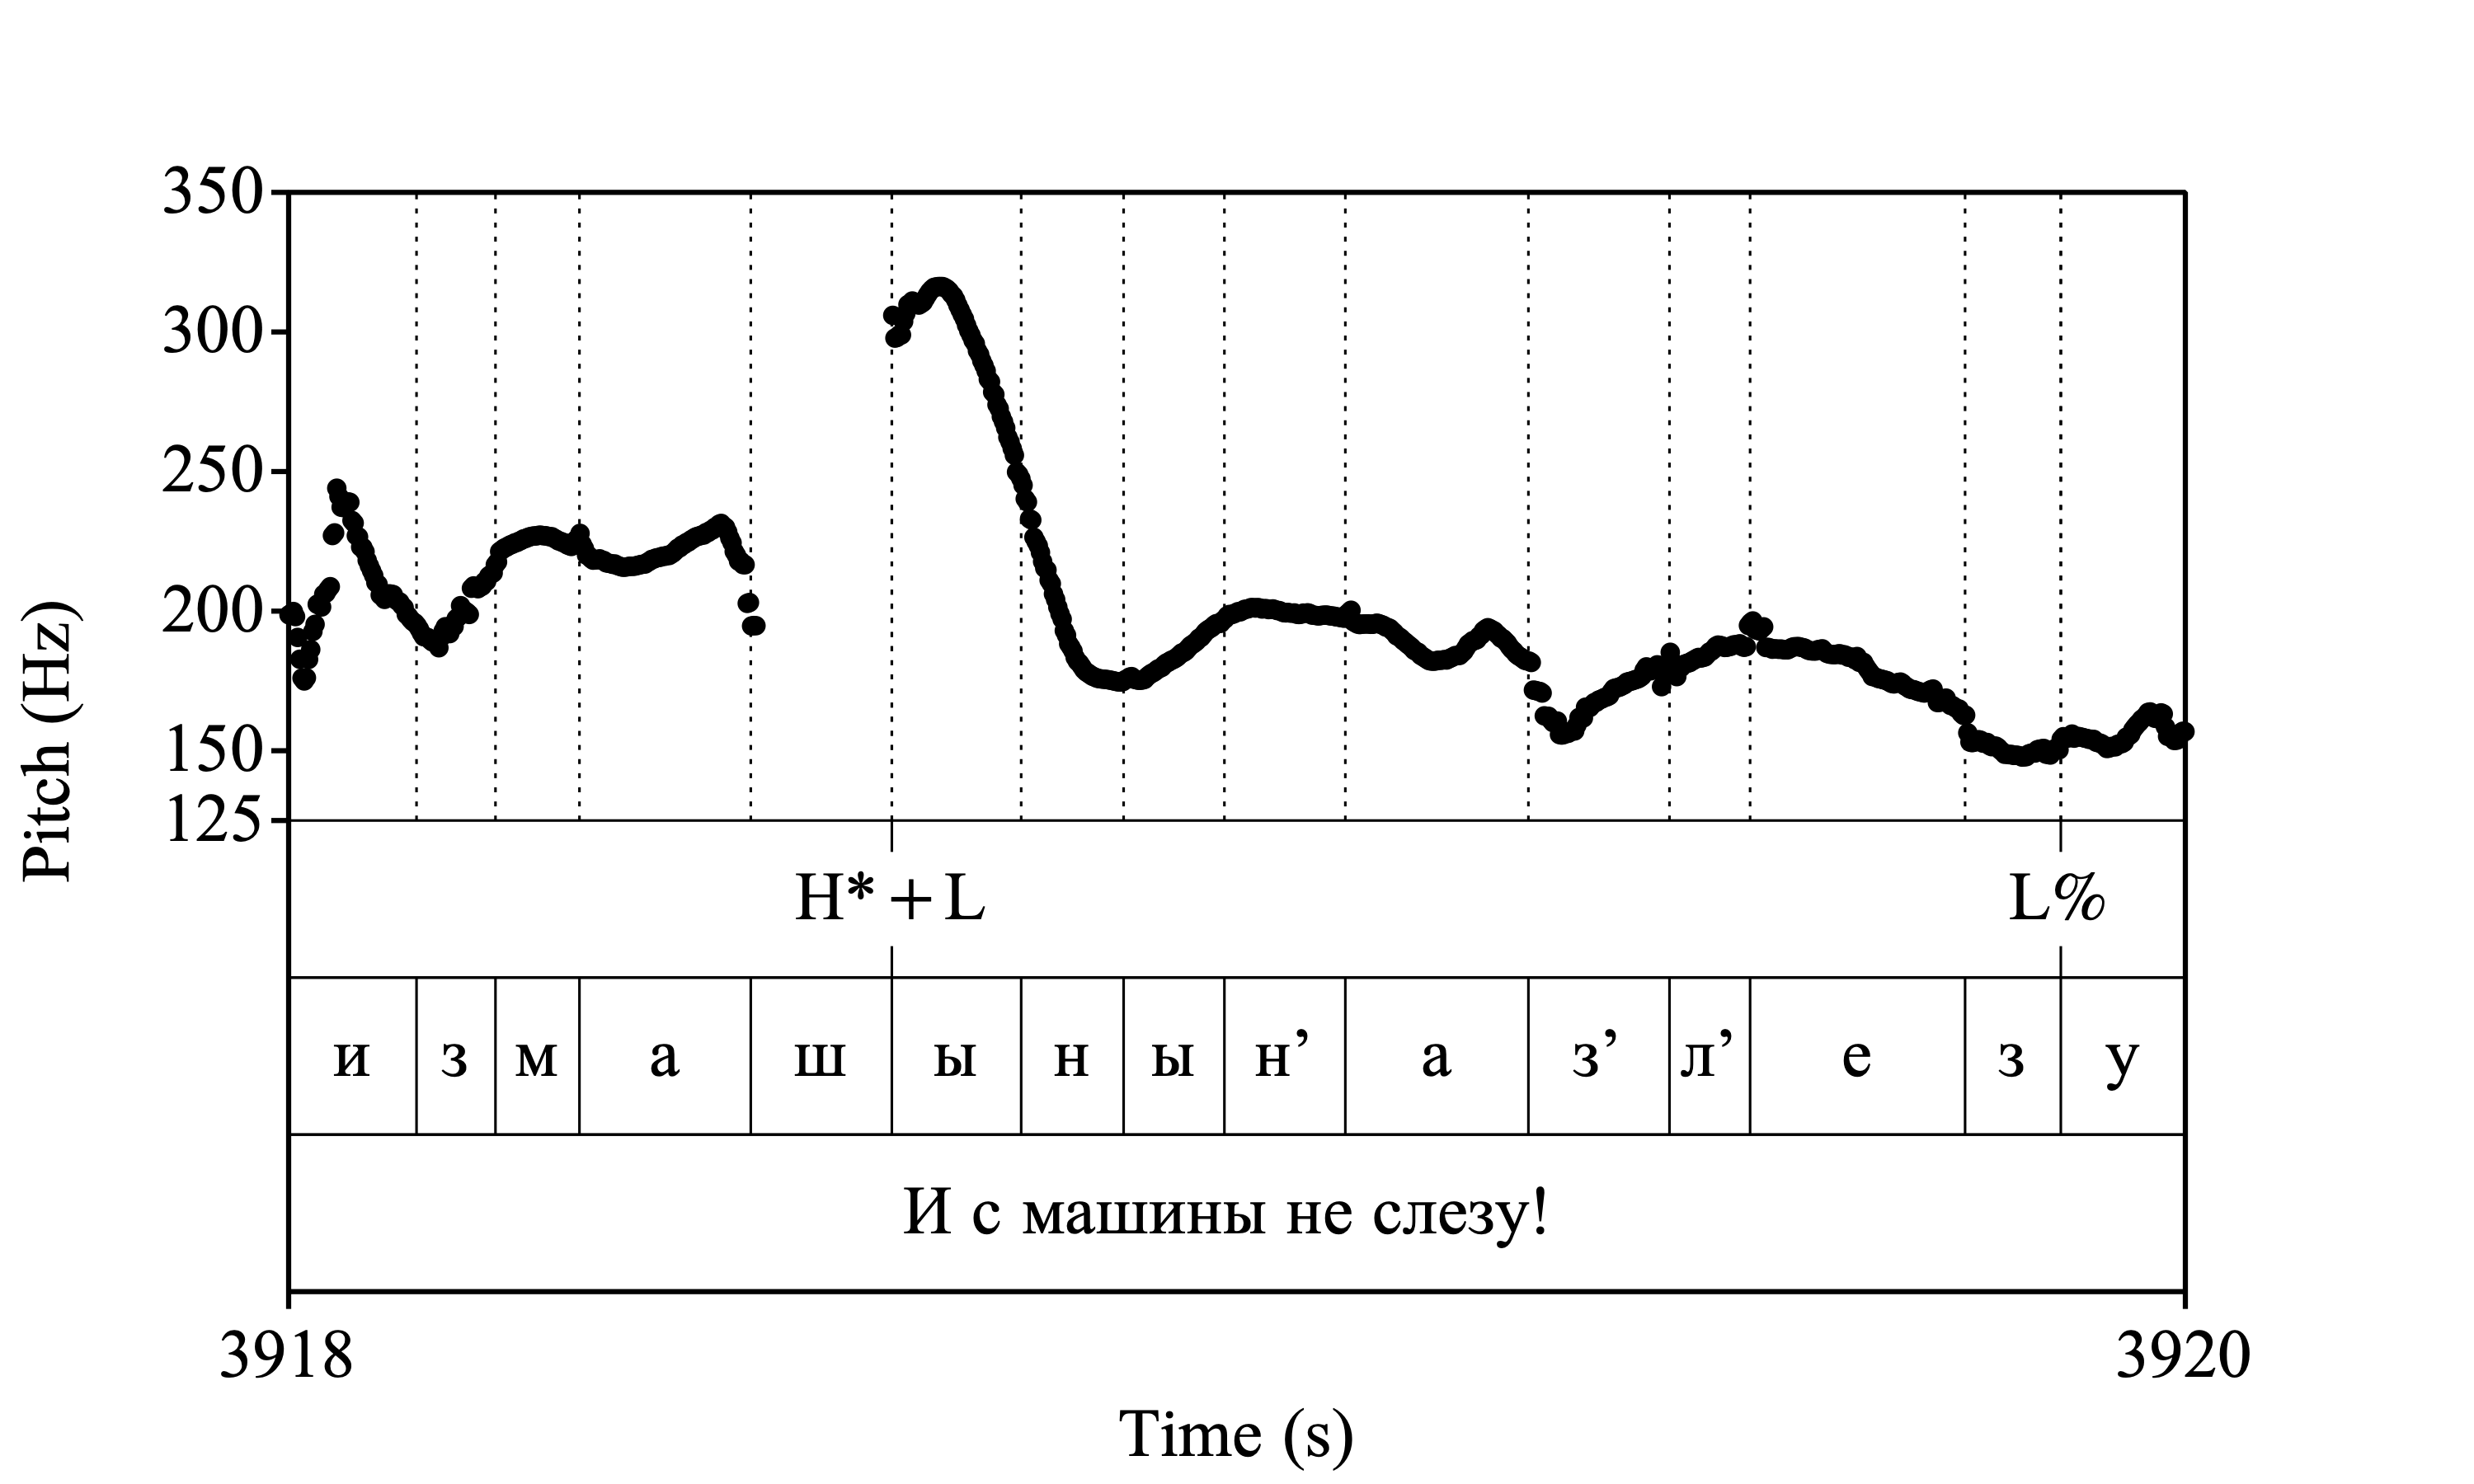 350
300
250
200
150
125
Pitch (Hz)
H*+L L%
и з м а ш ы н ы н’ а з’ л’ е з у
И с машины не слезу!
3918 3920
Time (s)